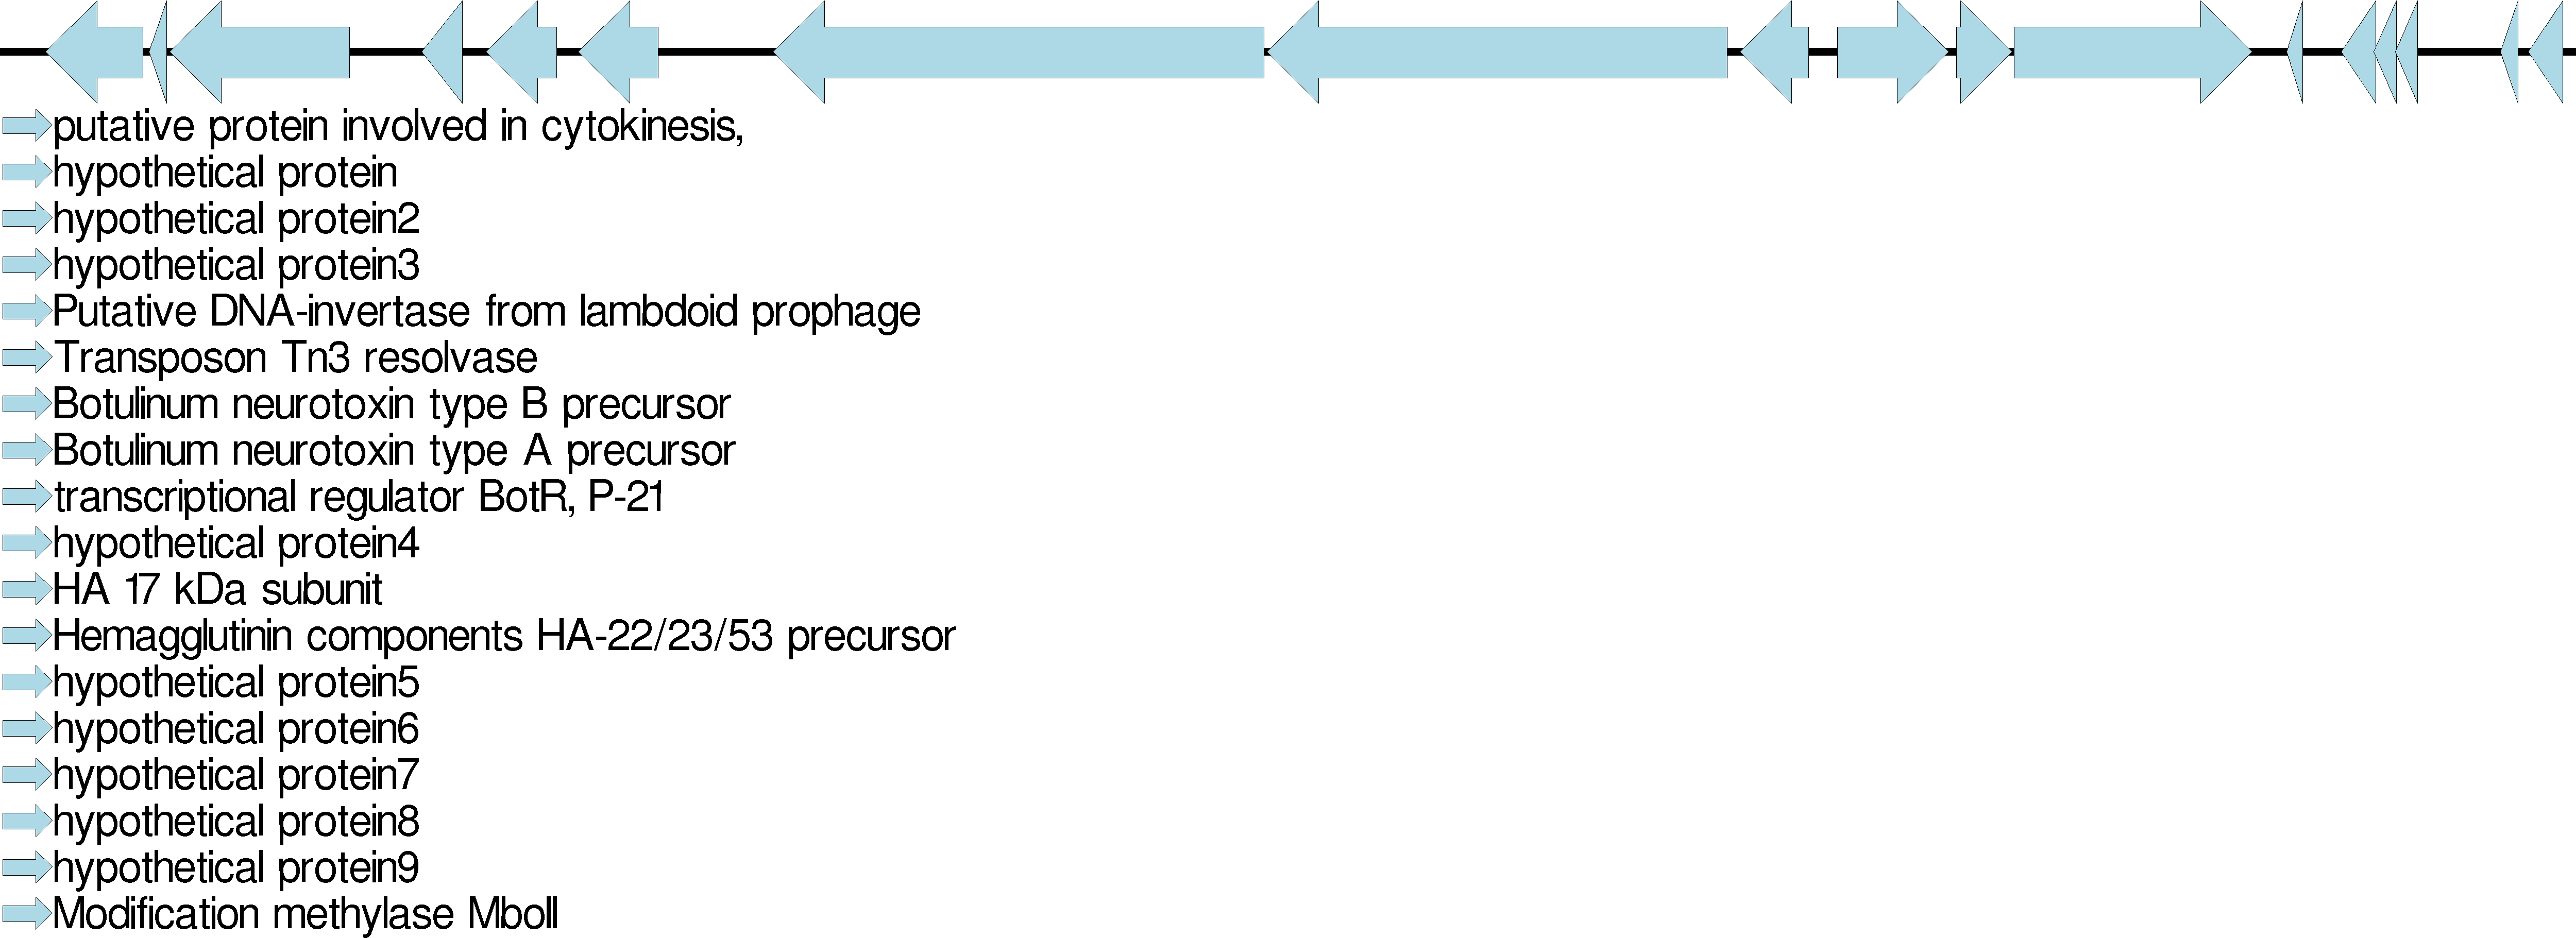 putative protein involved in cytokinesis,
hypothetical protein
hypothetical protein2
hypothetical protein3
Putative DNA-invertase from lambdoid prophage
Transposon Tn3 resolvase
Botulinum neurotoxin type B precursor
Botulinum neurotoxin type A precursor
transcriptional regulator BotR, P-21
hypothetical protein4
HA 17 kDa subunit
Hemagglutinin components HA-22/23/53 precursor
hypothetical protein5
hypothetical protein6
hypothetical protein7
hypothetical protein8
hypothetical protein9
Modification methylase MboII